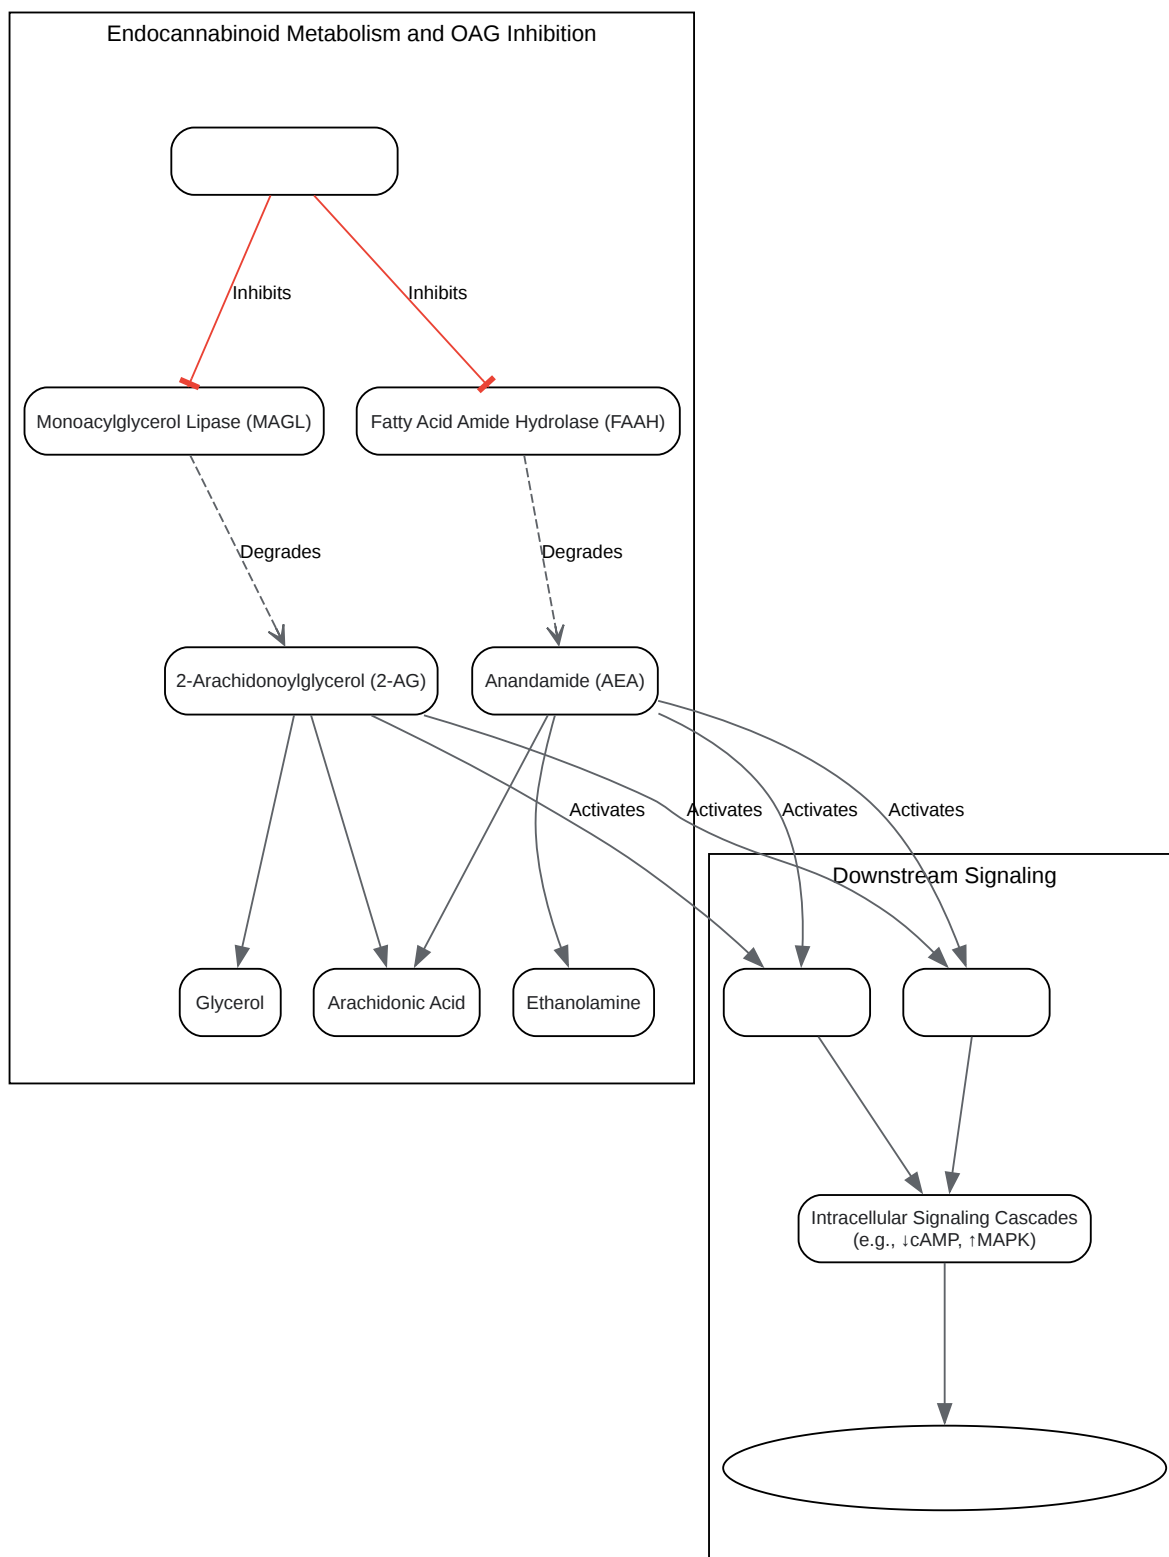 Endocannabinoid Metabolism and OAG Inhibition
Inhibits
Inhibits
Monoacylglycerol Lipase (MAGL)
Fatty Acid Amide Hydrolase (FAAH)
Degrades
Degrades
2-Arachidonoylglycerol (2-AG)
Anandamide (AEA)
Activates
Activates
Activates
Activates
Downstream Signaling
Glycerol
Arachidonic Acid
Ethanolamine
Intracellular Signaling Cascades
(e.g., ↓cAMP, ↑MAPK)